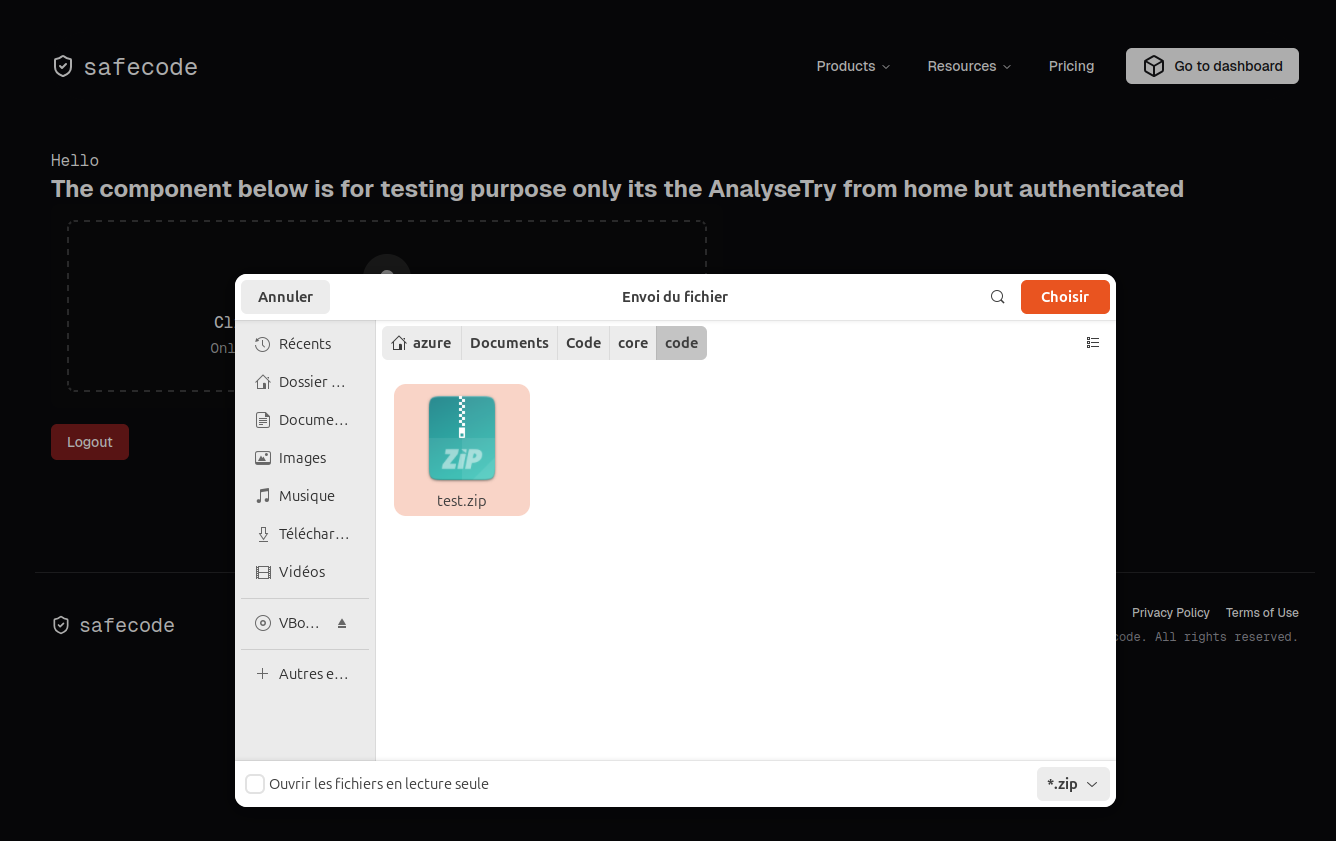 safecode
Products
Resources
Pricing
Go to dashboard
Hello
The component below is for testing purpose only its the AnalyseTry from home but authenticated
Annuler
Envoi du fichier
Choisir
Cl
Onl
Logout
Récents
Dossier ...
Docume...
Images
Musique
Téléchar...
Vidéos
VBo...
Autres e...
azure
Documents
Code
core
code
ZiP
test.zip
Ouvrir les fichiers en lecture seule
*.zip
safecode
Privacy Policy
Terms of Use
code. All rights reserved.